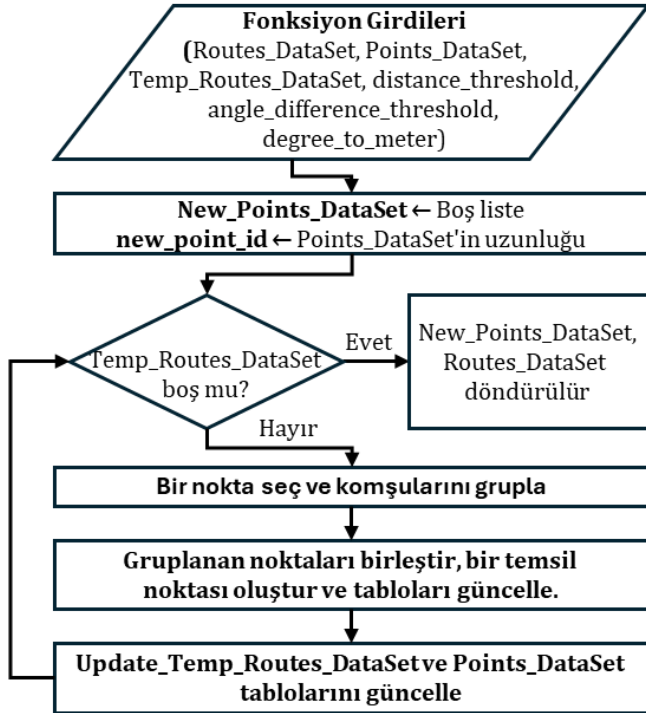 Fonksiyon Girdileri
(Routes_DataSet, Points_DataSet,
Temp_Routes_DataSet, distance_threshold,
angle_difference_threshold,
degree_to_meter)
New_Points_DataSet ← Boş liste
new_point_id ← Points_DataSet'in uzunluğu
Temp_Routes_DataSet
boş mu?
Evet
New_Points_DataSet,
Routes_DataSet
döndürülür
Hayır
Bir nokta seç ve komşularını grupla
Gruplanan noktaları birleştir, bir temsil
noktası oluştur ve tabloları güncelle.
Update_Temp_Routes_DataSet ve Points_DataSet
tablolarını güncelle